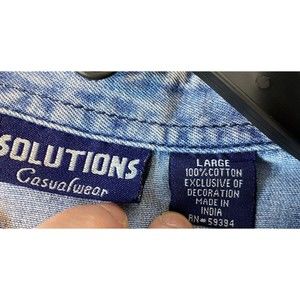 SOLUTIONS
Casualwear
LARGE
100% COTTON
EXCLUSIVE OF
DECORATION
MADE IN
INDIA
RN# 59394